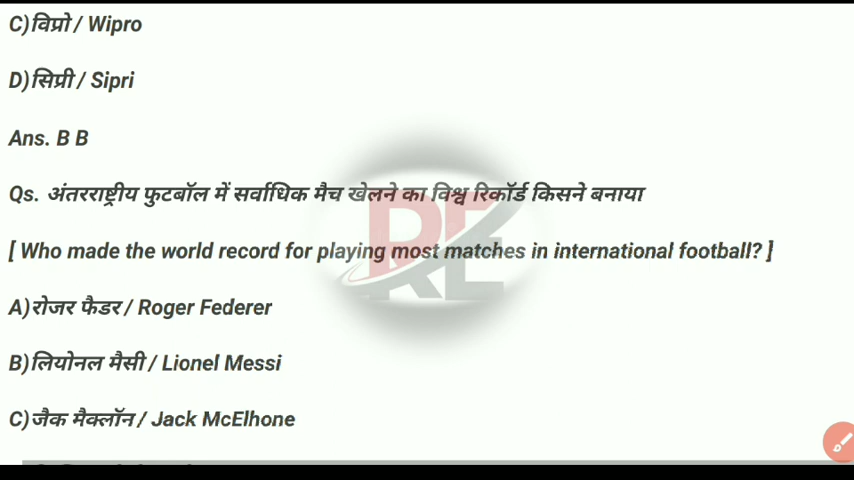 C)विप्रो / Wipro
D)सिप्री / Sipri
Ans. B B
Qs. अंतरराष्ट्रीय फुटबॉल में सर्वाधिक मैच खेलने का विश्व रिकॉर्ड किसने बनाया
[ Who made the world record for playing most matches in international football? ]
A)रोजर फैडर / Roger Federer
B)लियोनल मैसी / Lionel Messi
C)जैक मैक्लॉन / Jack McElhone